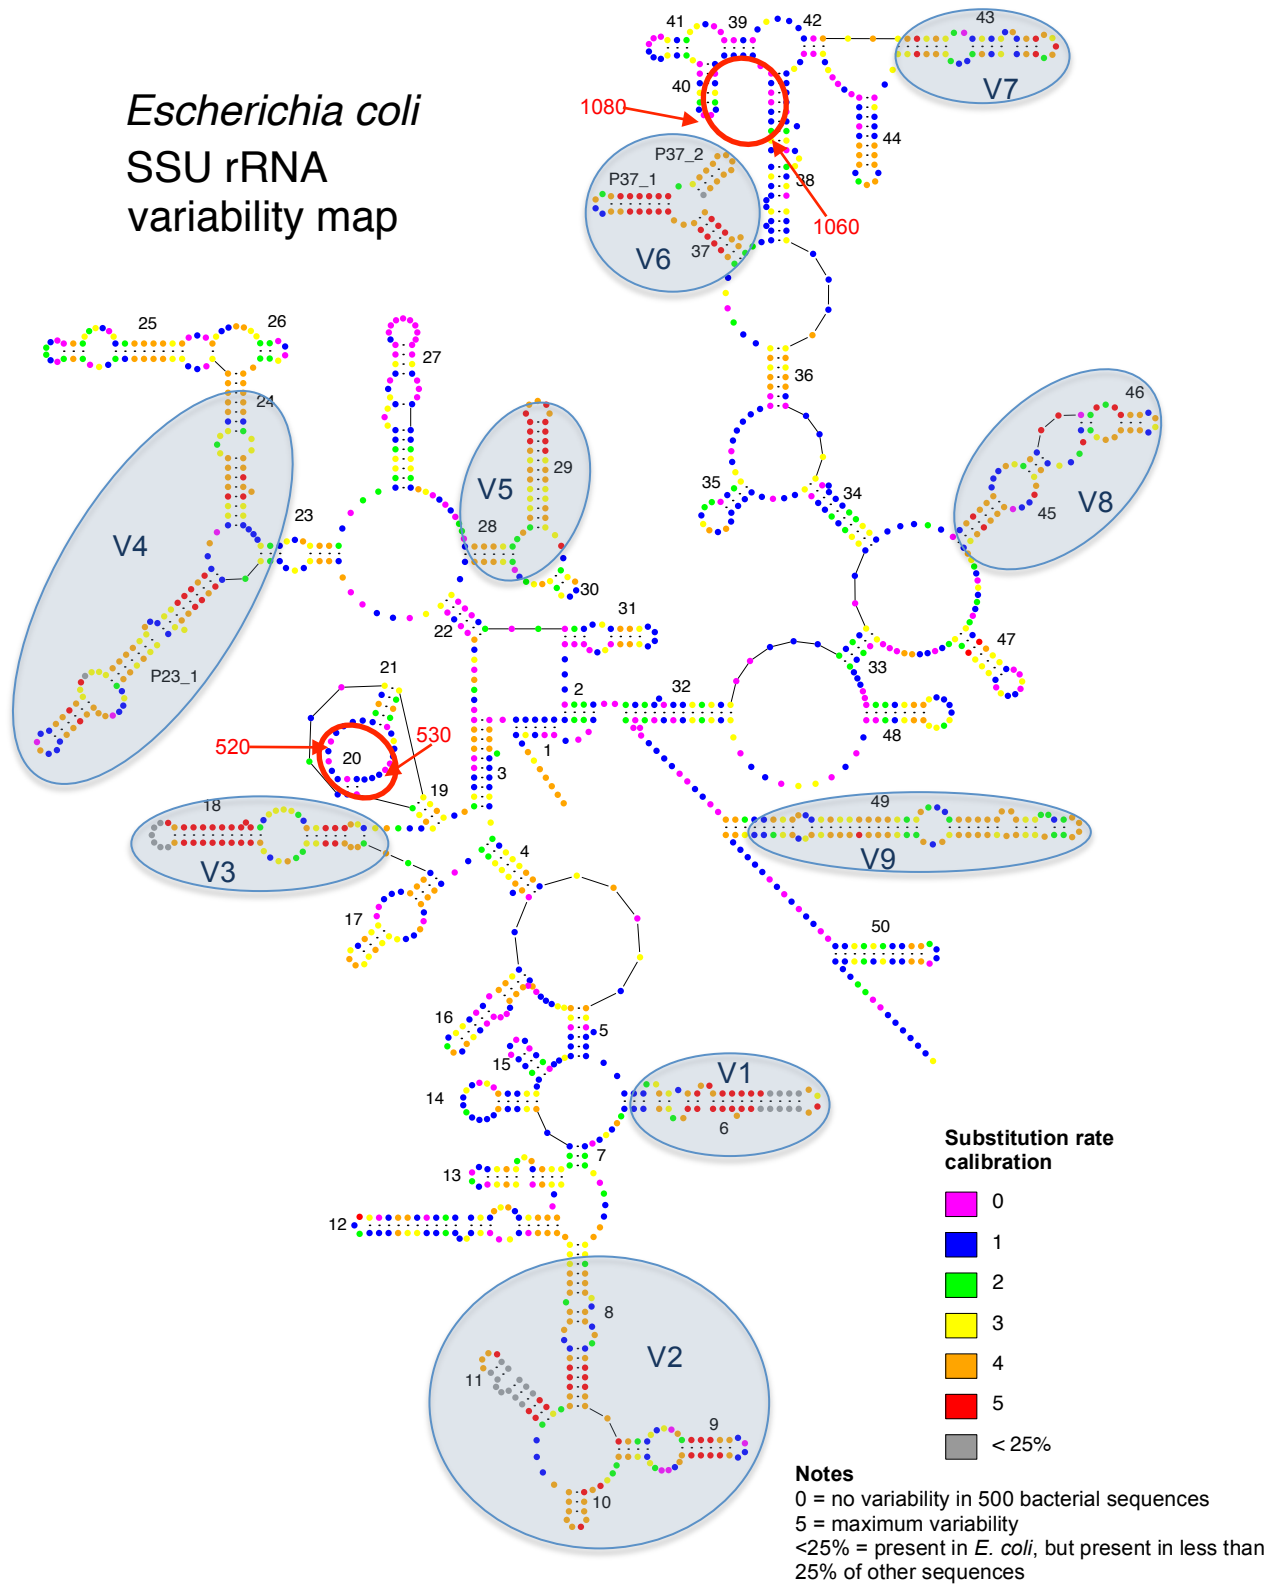 Escherichia coli
SSU rRNA
variability map
41
39
42
43
V7
40
1080
44
P37_2
P37_1
38
1060
37
V6
25
26
27
36
24
46
35
34
V8
45
29
V5
28
23
V4
30
22
31
47
33
P23_1
21
2
32
48
520
530
20
1
3
19
18
V3
49
V9
4
17
50
16
5
15
14
V1
6
7
13
12
8
V2
11
9
10
Substitution rate
calibration
0
1
2
3
4
5
< 25%
Notes
0 = no variability in 500 bacterial sequences
5 = maximum variability
<25% = present in E. coli, but present in less than
25% of other sequences